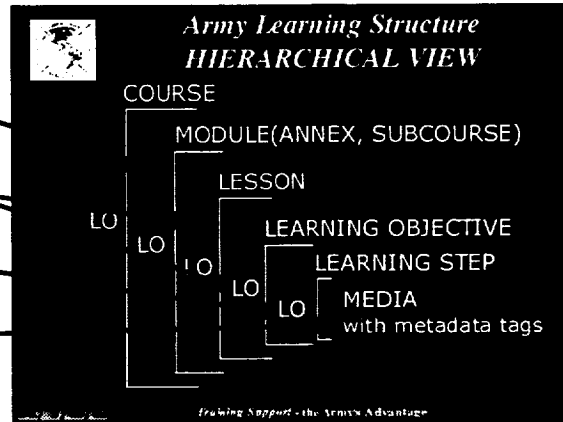 Army Learning Structure
HIERARCHICAL VIEW
COURSE
MODULE(ANNEX, SUBCOURSE)
LESSON
LO
LEARNING OBJECTIVE
LO
LEARNING STEP
LO
LO
MEDIA
LO
with metadata tags
Training Support - the Army's Advantage